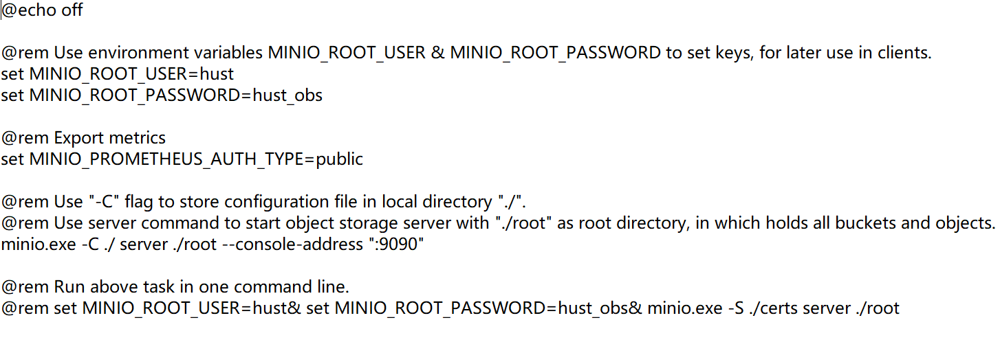 @echo off
@rem Use environment variables MINIO_ROOT_USER & MINIO_ROOT_PASSWORD to set keys, for later use in clients.
set MINIO_ROOT_USER=hust
set MINIO_ROOT_PASSWORD=hust_obs
@rem Export metrics
set MINIO_PROMETHEUS_AUTH_TYPE=public
@rem Use "-C" flag to store configuration file in local directory "./".
@rem Use server command to start object storage server with "./root" as root directory, in which holds all buckets and objects.
minio.exe -C ./ server ./root --console-address ":9090"
@rem Run above task in one command line.
@rem set MINIO_ROOT_USER=hust& set MINIO_ROOT_PASSWORD=hust_obs& minio.exe -S ./certs server ./root